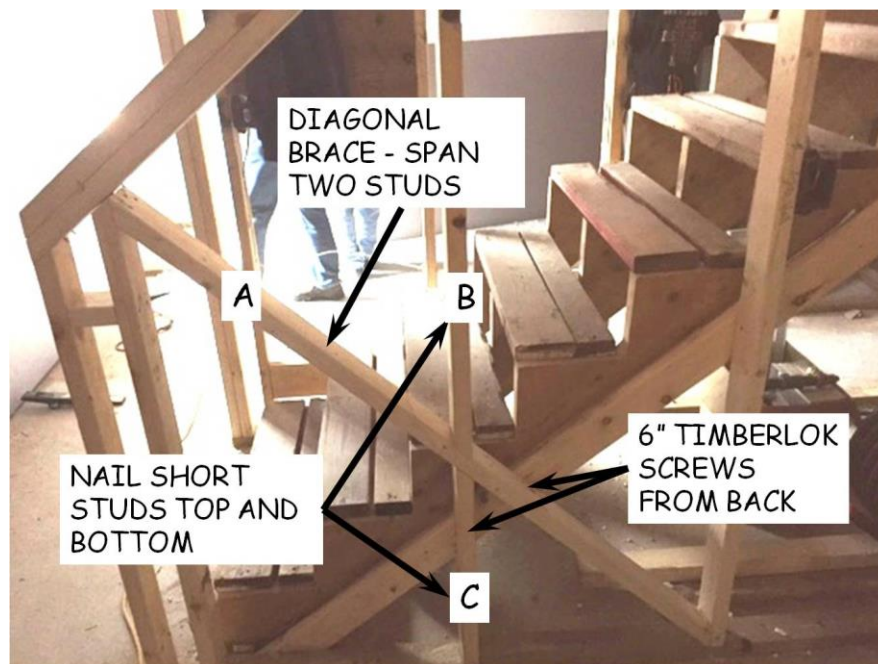 DIAGONAL
BRACE - SPAN
TWO STUDS
A
B
NAIL SHORT
STUDS TOP AND
BOTTOM
6" TIMBERLOK
SCREWS
FROM BACK
C